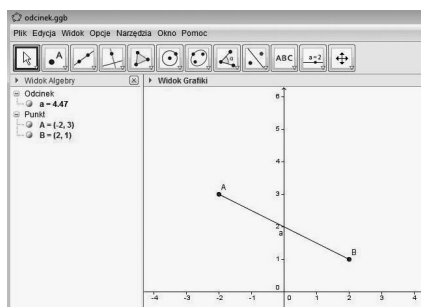 odcinek.ggb
Plik Edycja Widok Opcje Narzędzia Okno Pomoc
A
α
ABC
a=2
Widok Algebry
Odcinek
a = 4.47
Punkt
A = (-2, 3)
B = (2, 1)
Widok Grafiki
6
5
4
3
2
1
0
-4 -3 -2 -1 0 1 2 3 4
A
a
B